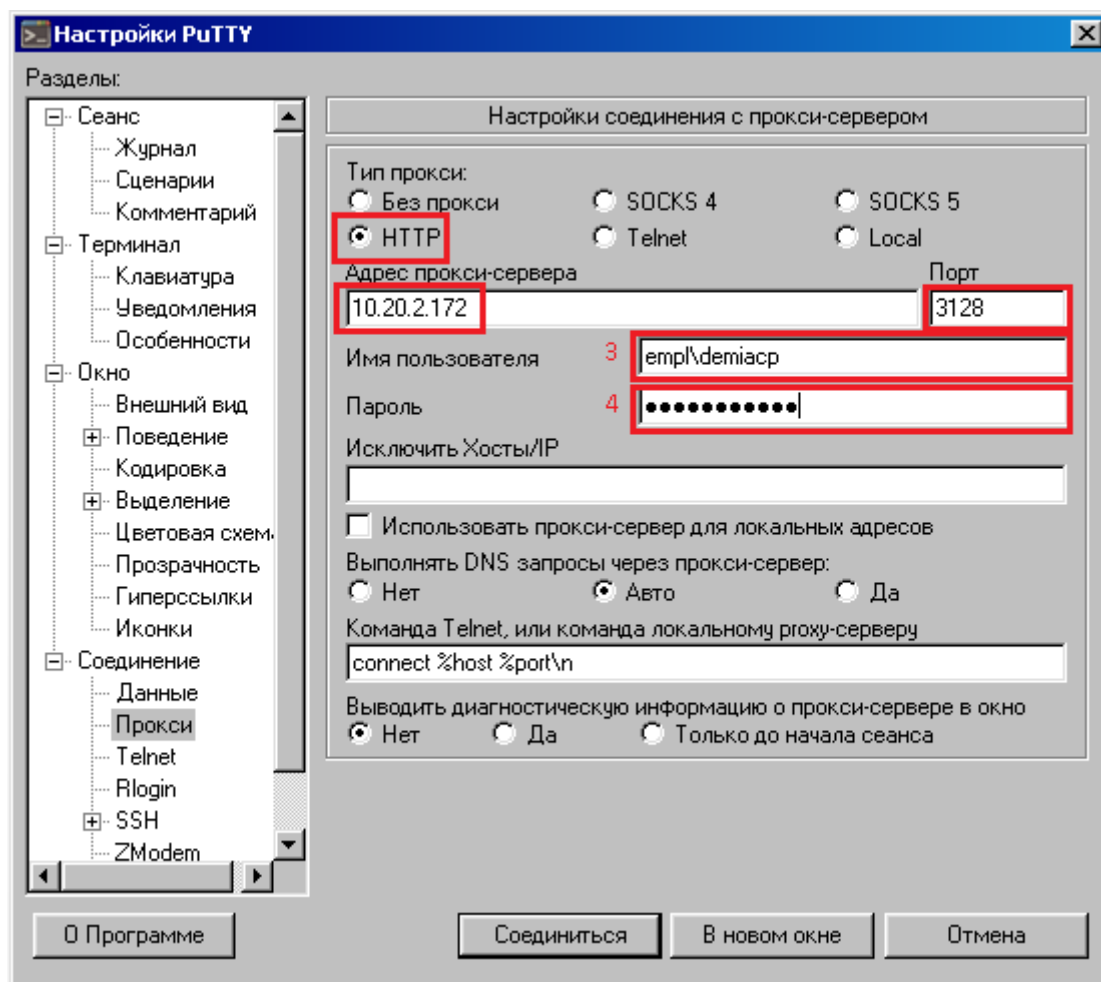 Настройки PuTTY
Разделы:
Сеанс
Журнал
Сценарии
Комментарий
Терминал
Клавиатура
Уведомления
Особенности
Окно
Внешний вид
Поведение
Кодировка
Выделение
Цветовая схем
Прозрачность
Гиперссылки
Иконки
Соединение
Данные
Прокси
Telnet
Rlogin
SSH
ZModem
Настройки соединения с прокси-сервером
Тип прокси:
Без прокси SOCKS 4 SOCKS 5
HTTP Telnet Local
Адрес прокси-сервера Порт
10.20.2.172 3128
Имя пользователя 3 empl\demiacp
Пароль 4 ●●●●●●●●●●●
Исключить Хосты/IP
Использовать прокси-сервер для локальных адресов
Выполнять DNS запросы через прокси-сервер:
Нет Авто Да
Команда Telnet, или команда локальному proxy-серверу
connect %host %port\n
Выводить диагностическую информацию о прокси-сервере в окно
Нет Да Только до начала сеанса
О Программе Соединиться В новом окне Отмена